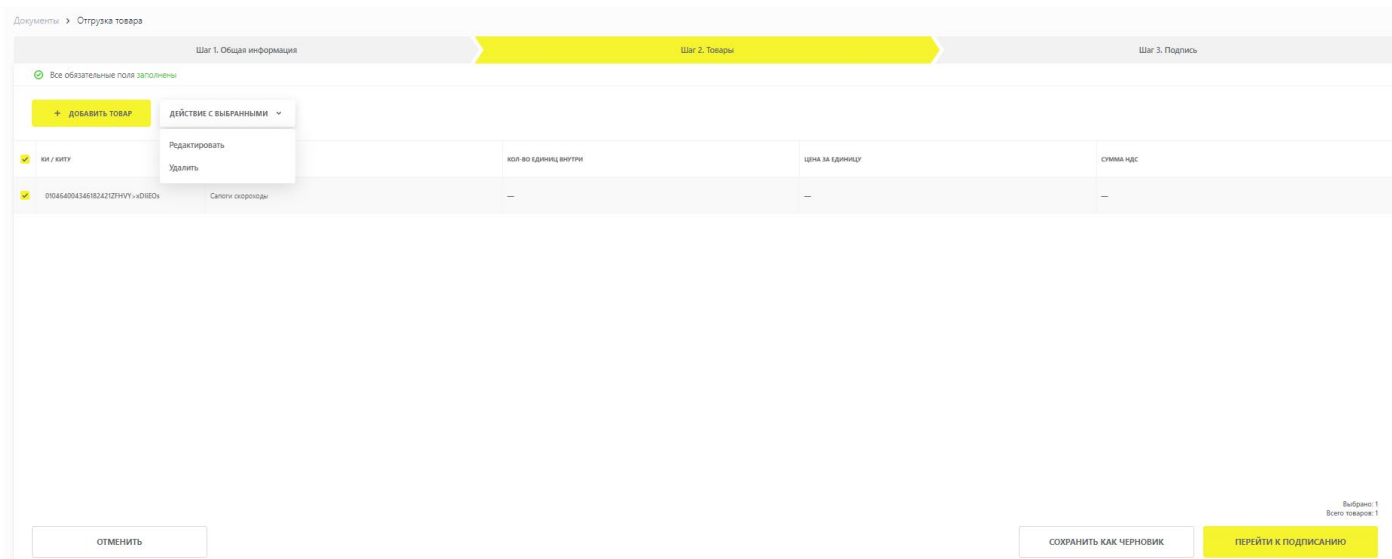 Документы > Отгрузка товара
Шаг 1. Общая информация
Шаг 2. Товары
Шаг 3. Подпись
Все обязательные поля заполнены
+ ДОБАВИТЬ ТОВАР
ДЕЙСТВИЕ С ВЫБРАННЫМИ
Редактировать
Удалить
КИ / КИТУ
КОЛ-ВО ЕДИНИЦ ВНУТРИ
ЦЕНА ЗА ЕДИНИЦУ
СУММА НДС
Сапоги скороходы — — —
Выбрано: 1
Всего товаров: 1
ОТМЕНИТЬ
СОХРАНИТЬ КАК ЧЕРНОВИК
ПЕРЕЙТИ К ПОДПИСАНИЮ